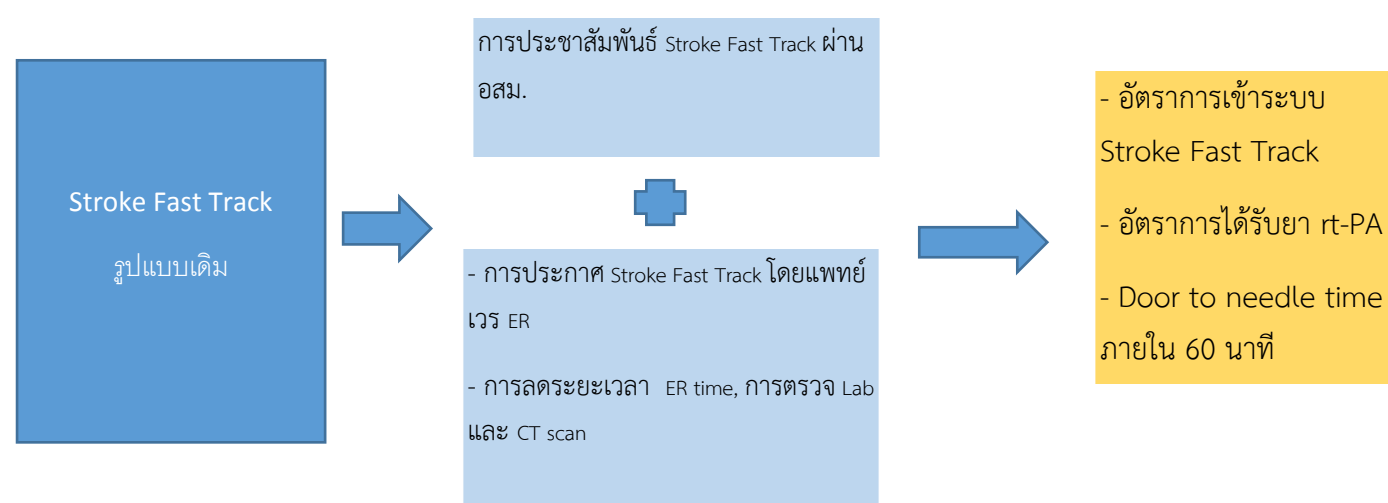 Stroke Fast Track
รูปแบบเดิม
การประชาสัมพันธ์ Stroke Fast Track ผ่าน
อสม.
- การประกาศ Stroke Fast Track โดยแพทย์
เวร ER
- การลดระยะเวลา ER time, การตรวจ Lab
และ CT scan
- อัตราการเข้าระบบ
Stroke Fast Track
- อัตราการได้รับยา rt-PA
- Door to needle time
ภายใน 60 นาที